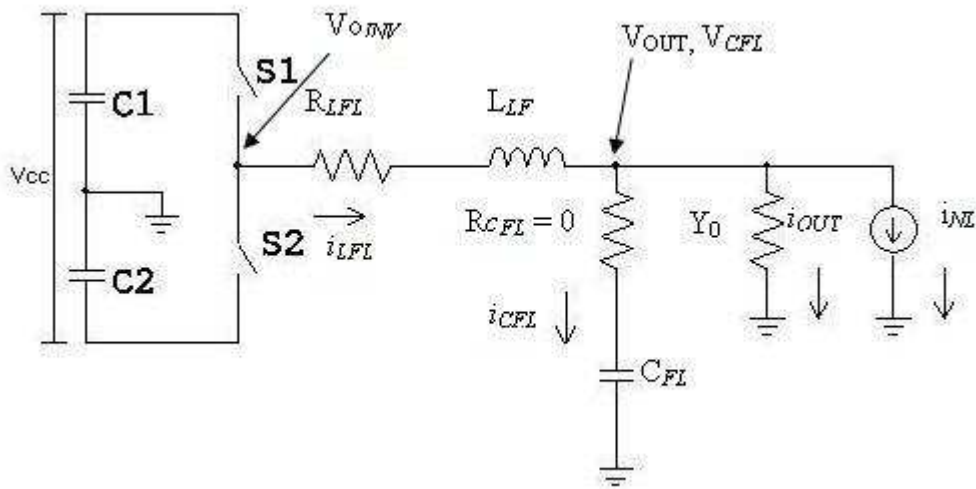 VOINV
VOUT, VCFL
S1
RLFL
LLF
C1
Vcc
S2
iLFL
RCFL = 0
Y0
iOUT
iNL
C2
iCFL
CFL